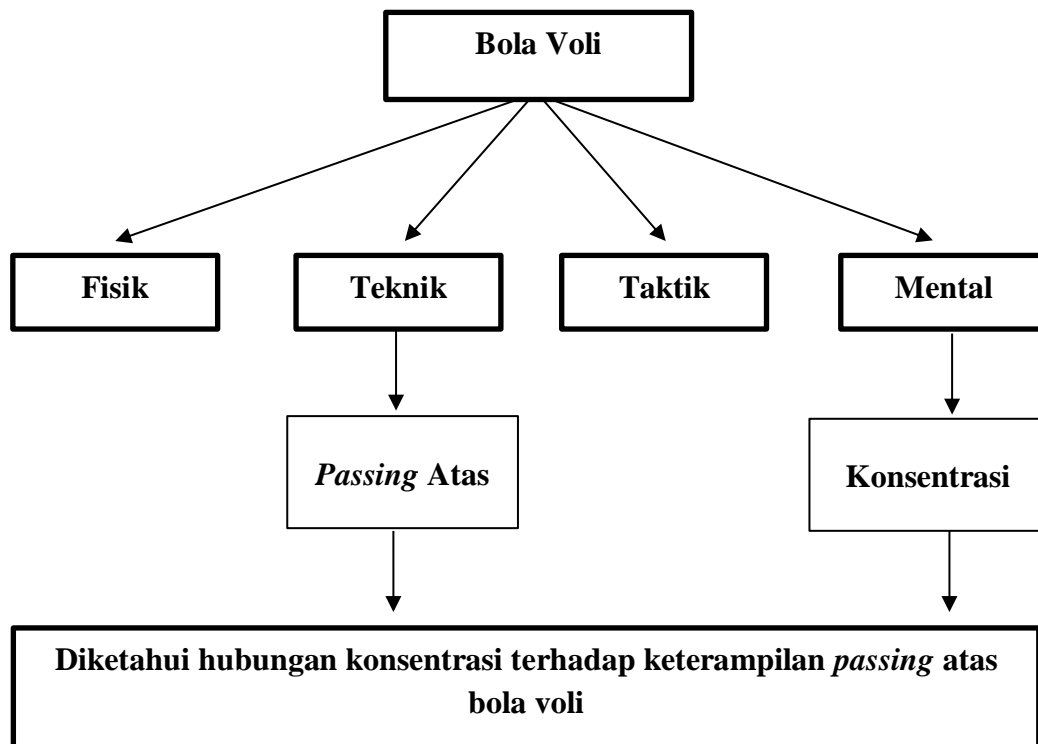 Bola Voli
Fisik
Teknik
Taktik
Mental
Passing Atas
Konsentrasi
Diketahui hubungan konsentrasi terhadap keterampilan passing atas
bola voli